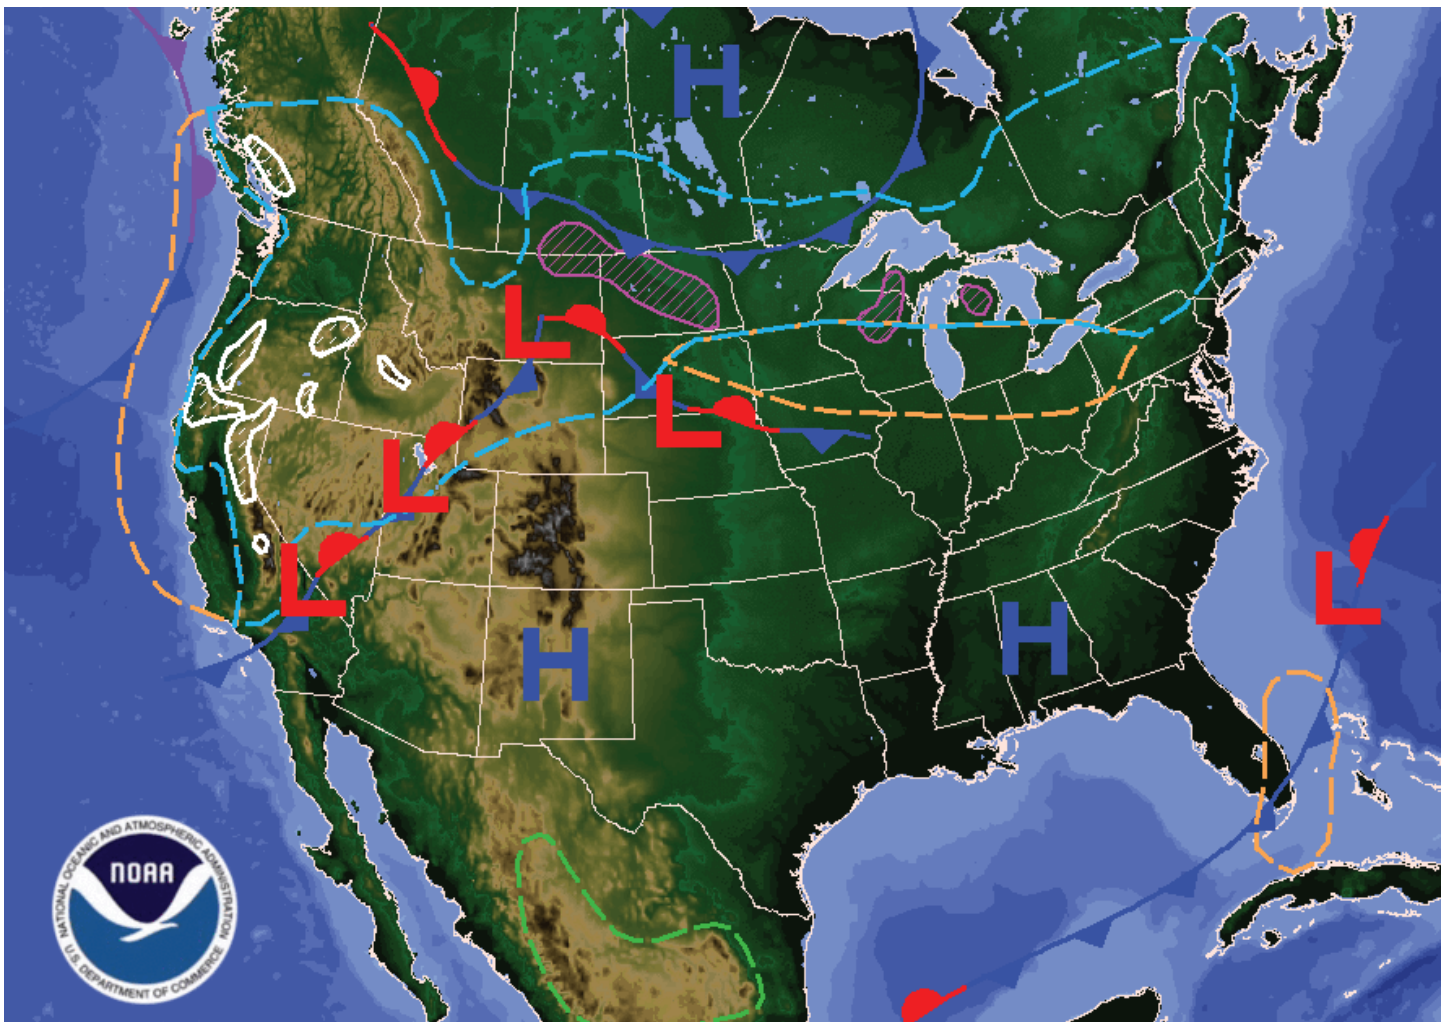 H
L
L
L
L
H
H
L
NOAA
NATIONAL OCEANIC AND ATMOSPHERIC ADMINISTRATION
U.S. DEPARTMENT OF COMMERCE